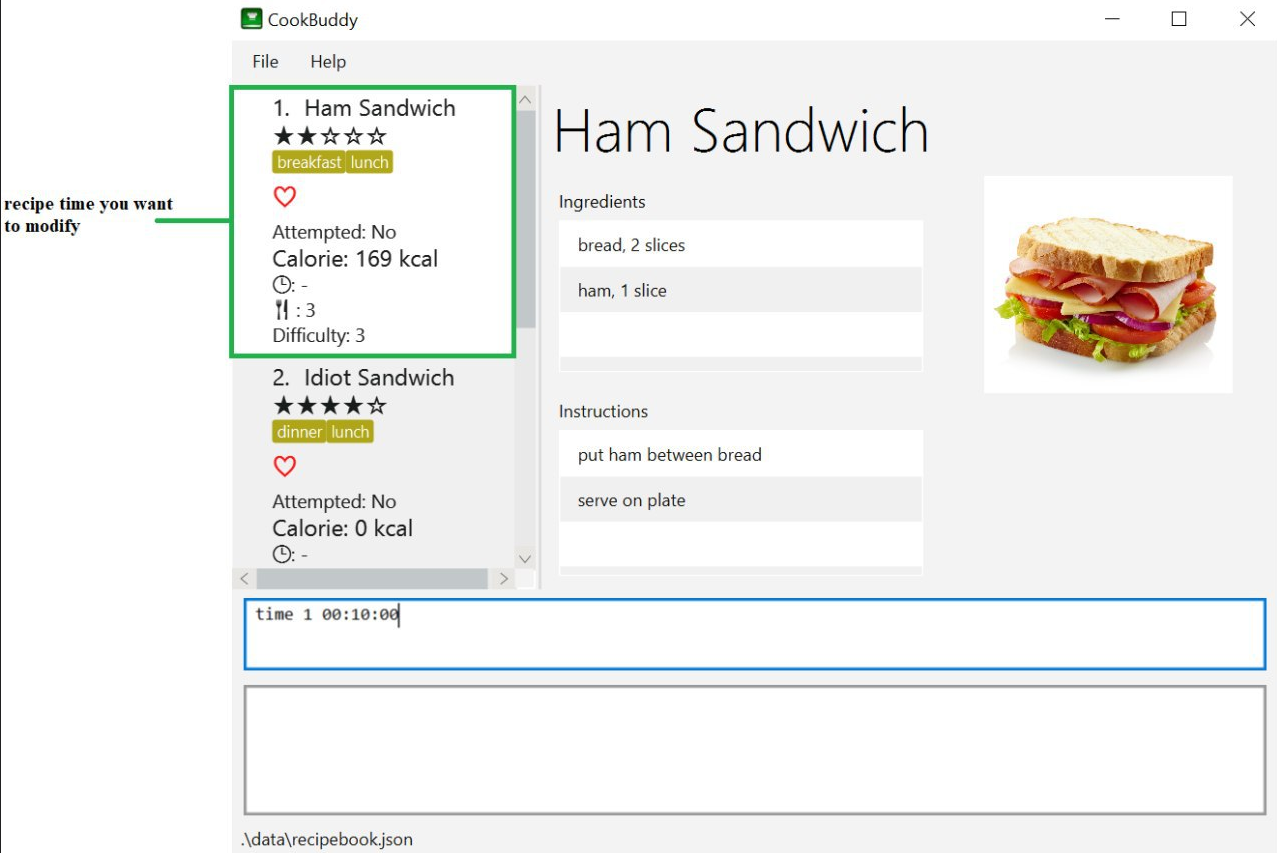 CookBuddy
File Help
recipe time you want
to modify
1. Ham Sandwich
★★☆☆☆
breakfast lunch
Attempted: No
Calorie: 169 kcal
: -
: 3
Difficulty: 3
2. Idiot Sandwich
★★★★☆
dinner lunch
Attempted: No
Calorie: 0 kcal
: -
Ham Sandwich
Ingredients
bread, 2 slices
ham, 1 slice
Instructions
put ham between bread
serve on plate
time 1 00:10:00
.\data\recipebook.json